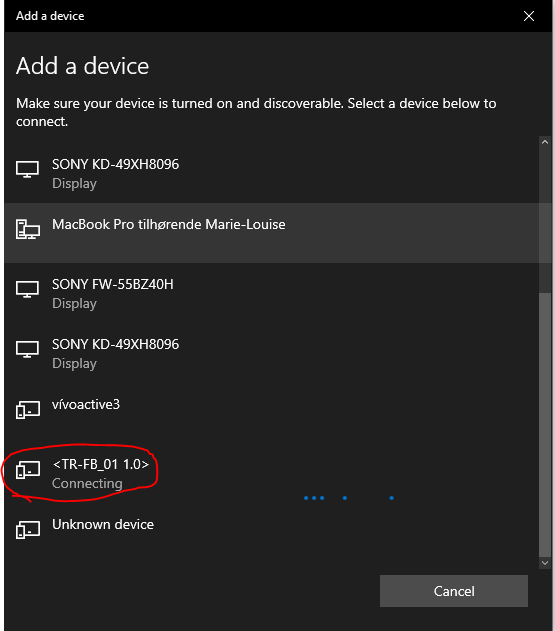 Add a device
Add a device
Make sure your device is turned on and discoverable. Select a device below to
connect.
SONY KD-49XH8096
Display
MacBook Pro tilhørende Marie-Louise
SONY FW-55BZ40H
Display
SONY KD-49XH8096
Display
vívoactive3
<TR-FB_01 1.0>
Connecting
Unknown device
Cancel